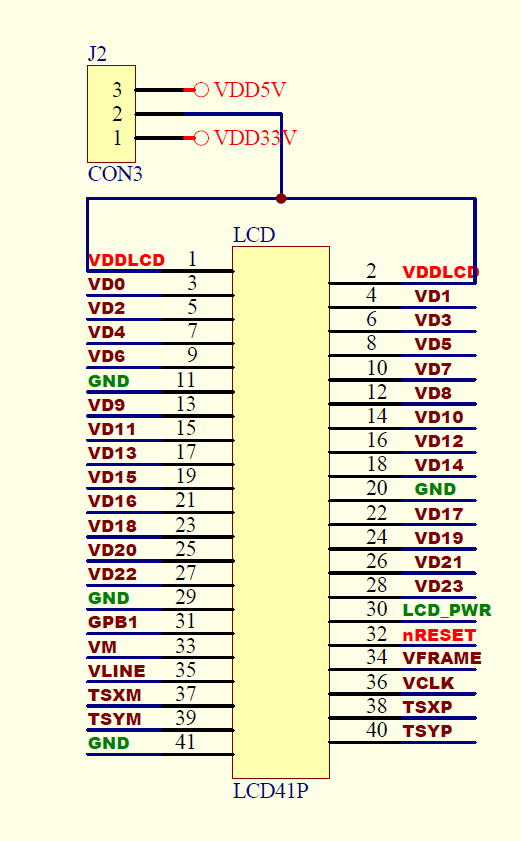 J2
3 VDD5V
2
1 VDD33V
CON3
LCD
VDDLCD 1
2 VDDLCD
VD0 3
4 VD1
VD2 5
6 VD3
VD4 7
8 VD5
VD6 9
10 VD7
GND 11
12 VD8
VD9 13
14 VD10
VD11 15
16 VD12
VD13 17
18 VD14
VD15 19
20 GND
VD16 21
22 VD17
VD18 23
24 VD19
VD20 25
26 VD21
VD22 27
28 VD23
GND 29
30 LCD_PWR
GPB1 31
32 nRESET
VM 33
34 VFRAME
VLINE 35
36 VCLK
TSXM 37
38 TSXP
TSYM 39
40 TSYP
GND 41
LCD41P